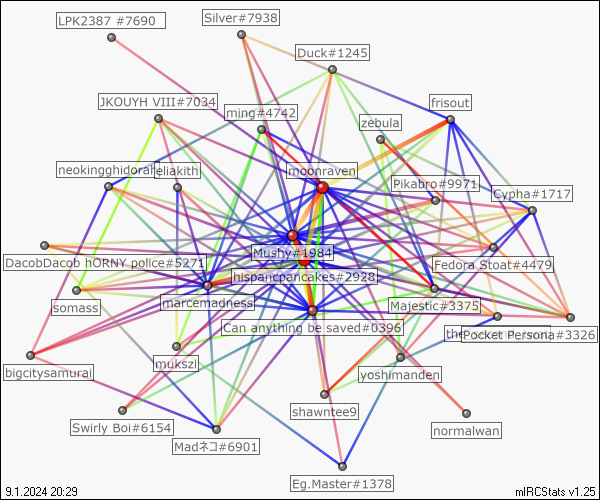 LPK2387 #7690
Silver#7938
Duck#1245
JKOUYH VIII#7034
ming#4742
zebula
frisout
neokingghidorah
eliakith
moonraven
Pikabro#9971
Cypha#1717
DacobDacob hORNY police#5271
Mushy#1984
Fedora Stoat#4479
hispanicpancakes#2928
somass
marcemadness
Majestic#3375
Can anything be saved#0396
the
Pocket Persona#3326
bigcitysamurai
mukszi
yoshimanden
shawntee9
Swirly Boi#6154
normalwan
Madネコ#6901
Eg.Master#1378
9.1.2024 20:29
mIRCStats v1.25